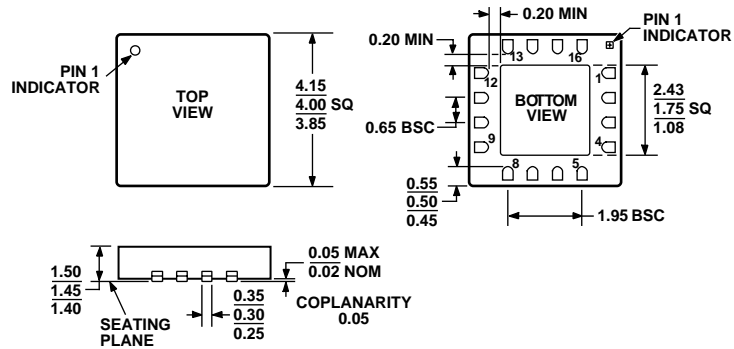 PIN 1
INDICATOR
TOP
VIEW
4.15
4.00 SQ
3.85
0.20 MIN
0.20 MIN
PIN 1
INDICATOR
13
16
12
1
BOTTOM
VIEW
0.65 BSC
9
4
8
5
2.43
1.75 SQ
1.08
0.55
0.50
0.45
1.95 BSC
1.50
1.45
1.40
SEATING
PLANE
0.05 MAX
0.02 NOM
0.35
0.30
0.25
COPLANARITY
0.05